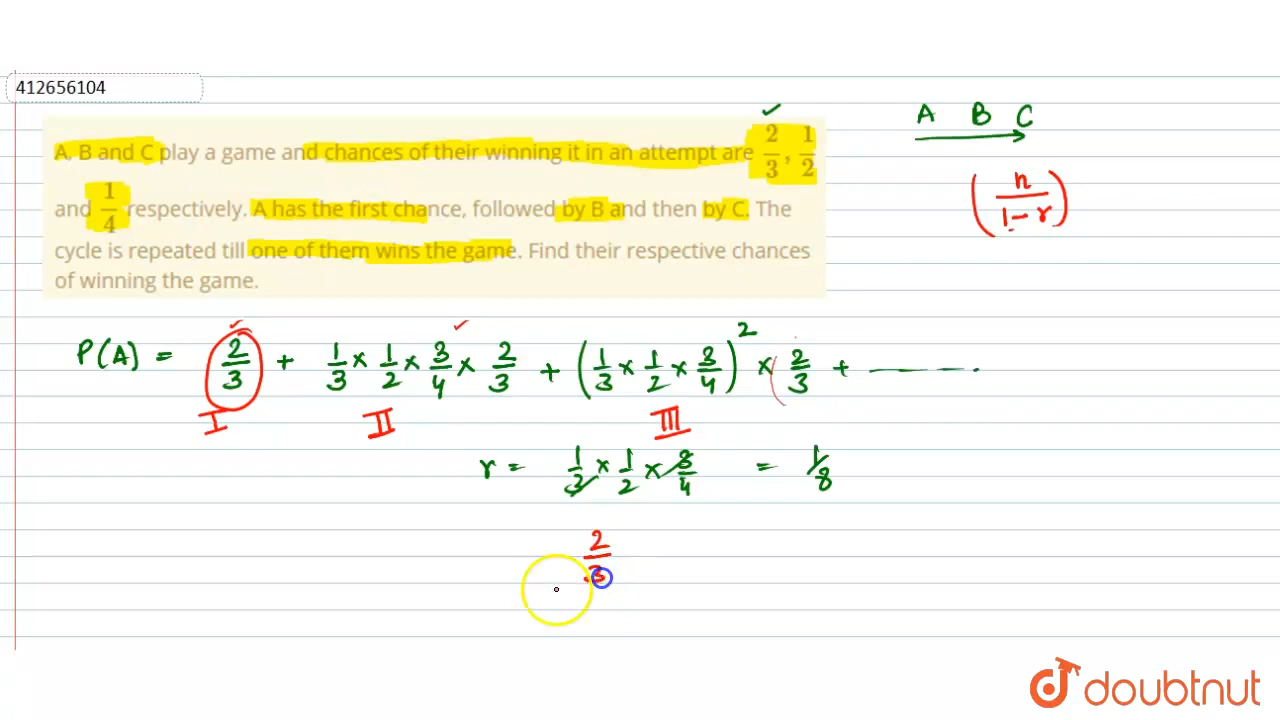 412656104
A B C
A, B and C play a game and chances of their winning it in an attempt are 2/3, 1/2
and 1/4 respectively. A has the first chance, followed by B and then by C. The
cycle is repeated till one of them wins the game. Find their respective chances
of winning the game.
(n/(1-r))
P(A) = 2/3 + 1/3 × 1/2 × 3/4 × 2/3 + (1/3 × 1/2 × 3/4)² × (2/3 + ———.
I II III
r = 1/3 × 1/2 × 3/4 = 1/8
2/3
doubtnut